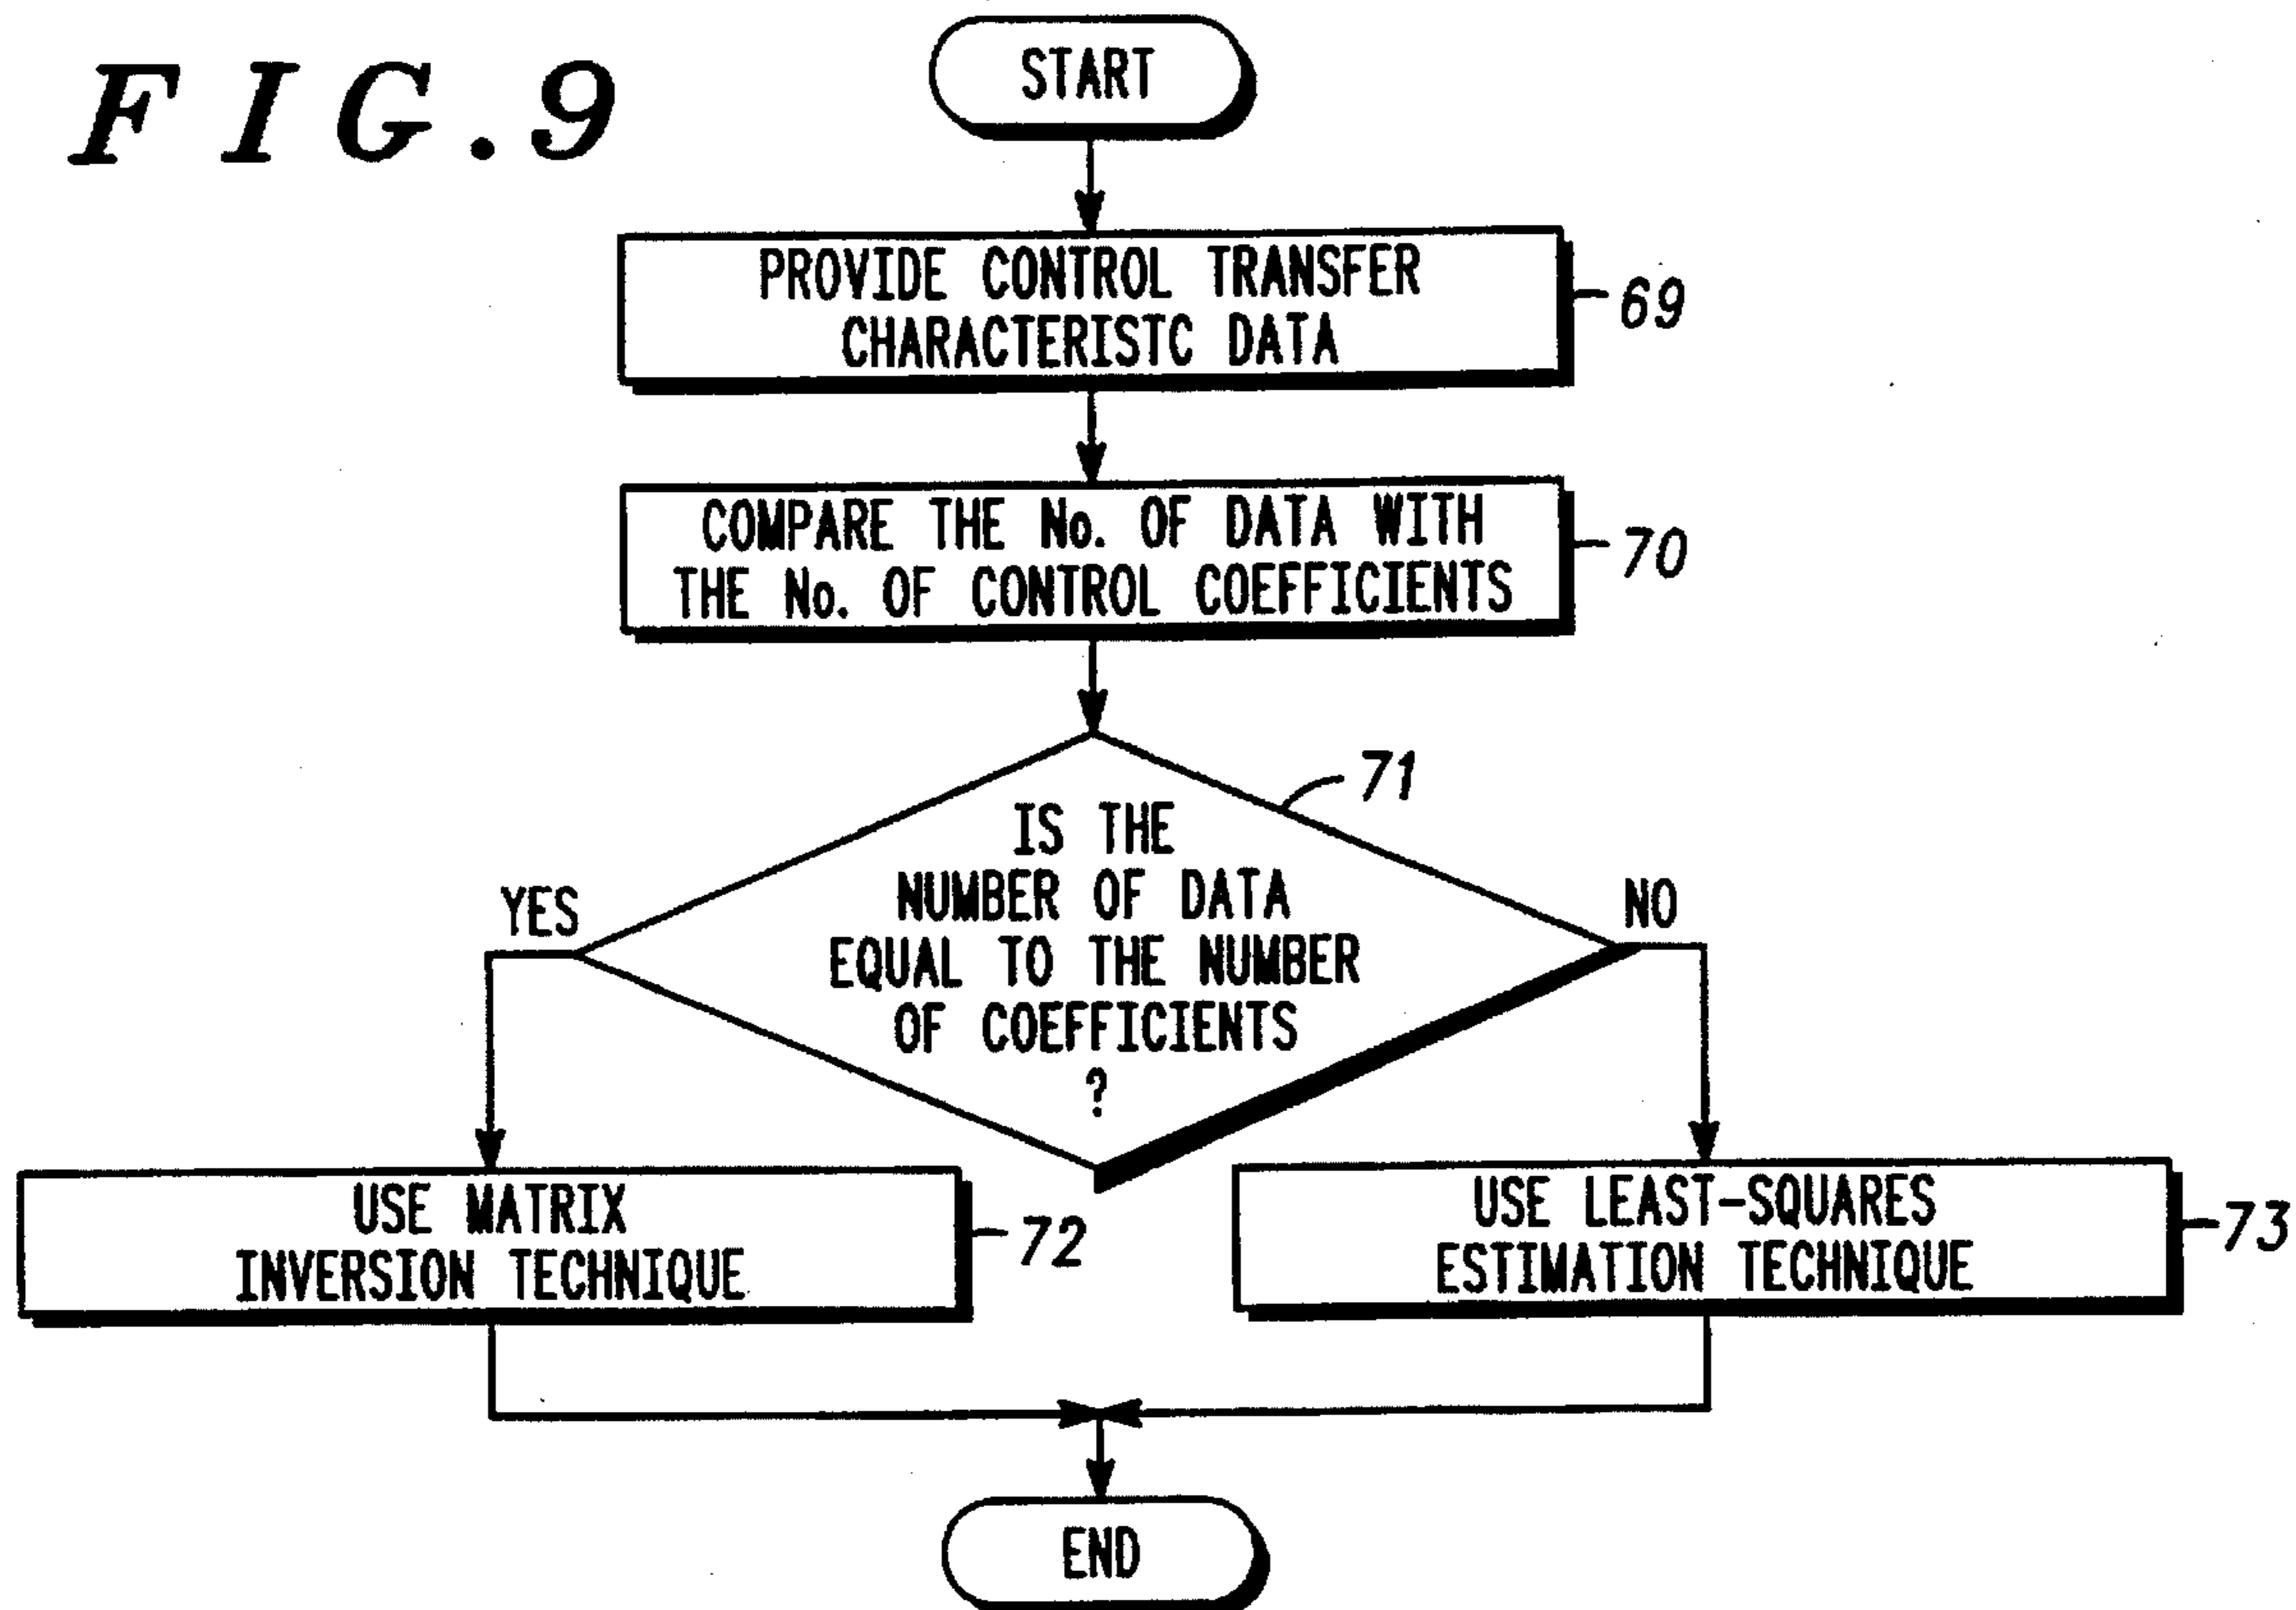 FIG.9
START
PROVIDE CONTROL TRANSFER
CHARACTERISTC DATA
69
COMPARE THE No. OF DATA WITH
THE No. OF CONTROL COEFFICIENTS
70
71
IS THE
NUMBER OF DATA
EQUAL TO THE NUMBER
OF COEFFICIENTS
?
YES
NO
USE MATRIX
INVERSION TECHNIQUE
72
USE LEAST-SQUARES
ESTIMATION TECHNIQUE
73
END